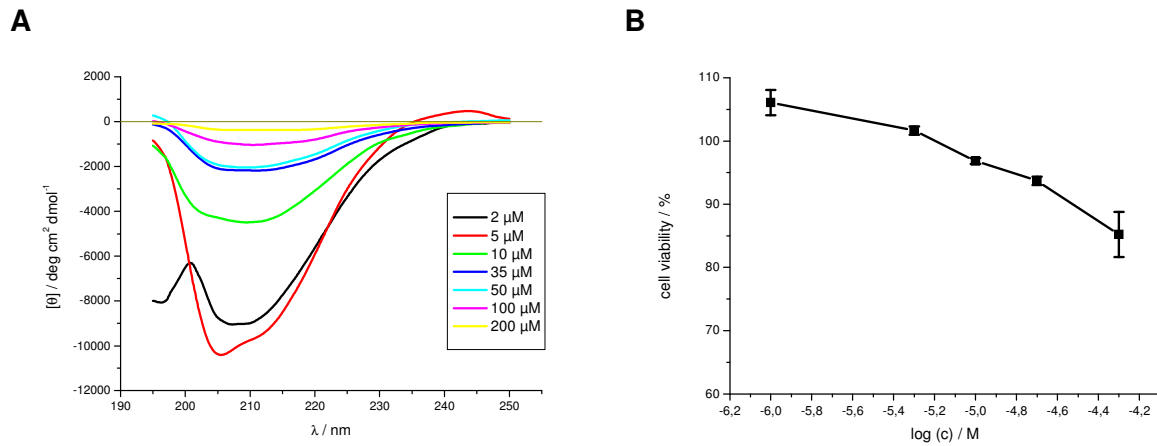 A
2000
0
-2000
-4000
-6000
-8000
-10000
-12000
190 200 210 220 230 240 250
[θ] / deg cm² dmol⁻¹
λ / nm
2 µM
5 µM
10 µM
35 µM
50 µM
100 µM
200 µM
B
110
100
90
80
70
60
-6,2 -6,0 -5,8 -5,6 -5,4 -5,2 -5,0 -4,8 -4,6 -4,4 -4,2
cell viability / %
log (c) / M